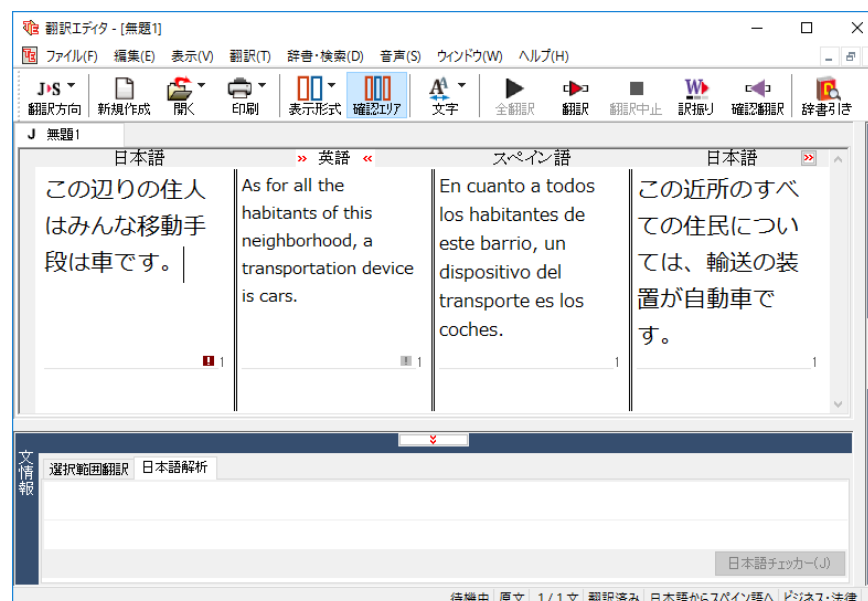 翻訳エディタ - [無題1]
ファイル(F) 編集(E) 表示(V) 翻訳(T) 辞書・検索(D) 音声(S) ウインドウ(W) ヘルプ(H)
J▸S
翻訳方向 新規作成 開く 印刷 表示形式 確認エリア 文字 全翻訳 翻訳 翻訳中止 訳振り 確認翻訳 辞書引き
J 無題1
日本語 » 英語 « スペイン語 日本語 »
この辺りの住人
はみんな移動手
段は車です。
1
As for all the
habitants of this
neighborhood, a
transportation device
is cars.
1
En cuanto a todos
los habitantes de
este barrio, un
dispositivo del
transporte es los
coches.
1
この近所のすべ
ての住民につい
ては、輸送の装
置が自動車で
す。
1
文情報
選択範囲翻訳 日本語解析
日本語チェッカー(J)
待機中 原文 1/1文 翻訳済み 日本語からスペイン語へ ビジネス・法律